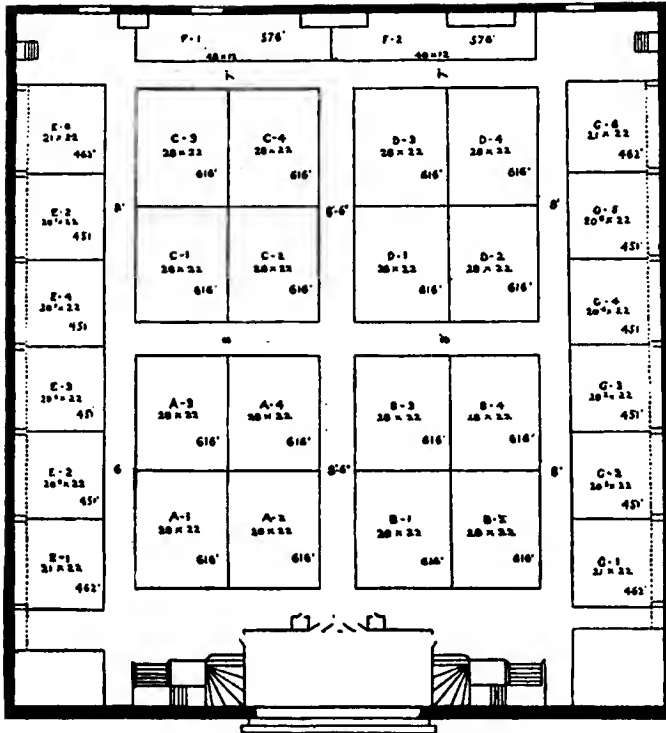 F-1 576'
48×12
F-2 576'
48×12
7'
7'
E-6
21×22
462'
C-3
28×22
616'
C-4
28×22
616'
D-3
28×22
616'
D-4
28×22
616'
G-6
21×22
462'
E-2
451
8'-6"
8'
G-5
451'
C-1
28×22
616'
C-2
28×22
616'
D-1
28×22
616'
D-2
28×22
616'
E-4
451
G-4
451
E-3
451'
A-3
28×22
616'
A-4
28×22
616'
B-3
28×22
616'
B-4
28×22
616'
G-3
451'
E-2
451'
8'-6"
8'
G-2
451'
A-1
28×22
616'
A-2
28×22
616'
B-1
28×22
616'
B-2
28×22
616'
E-1
21×22
462'
G-1
21×22
462'